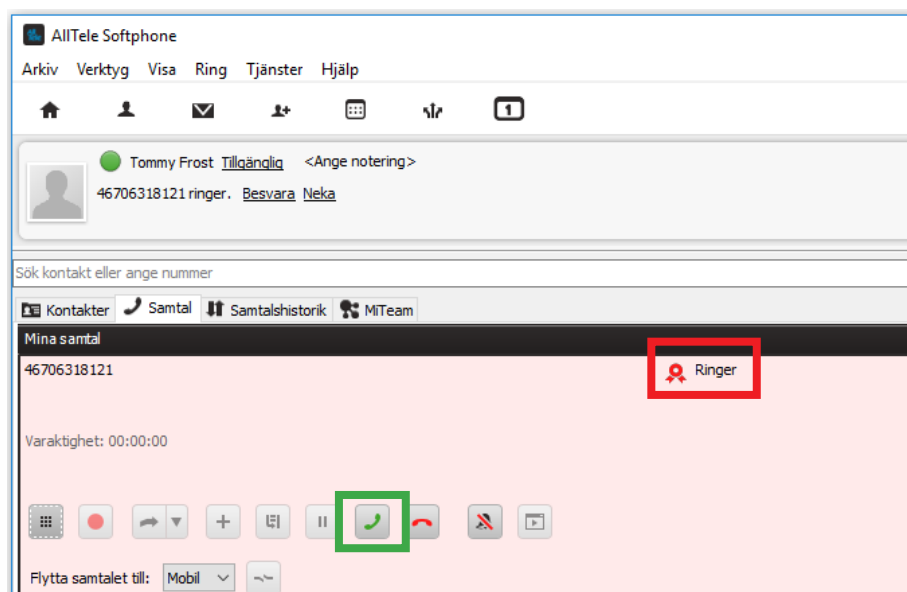 AllTele Softphone
Arkiv Verktyg Visa Ring Tjänster Hjälp
1
Tommy Frost Tillgänglig <Ange notering>
46706318121 ringer. Besvara Neka
Sök kontakt eller ange nummer
Kontakter Samtal Samtalshistorik MiTeam
Mina samtal
46706318121 Ringer
Varaktighet: 00:00:00
Flytta samtalet till: Mobil